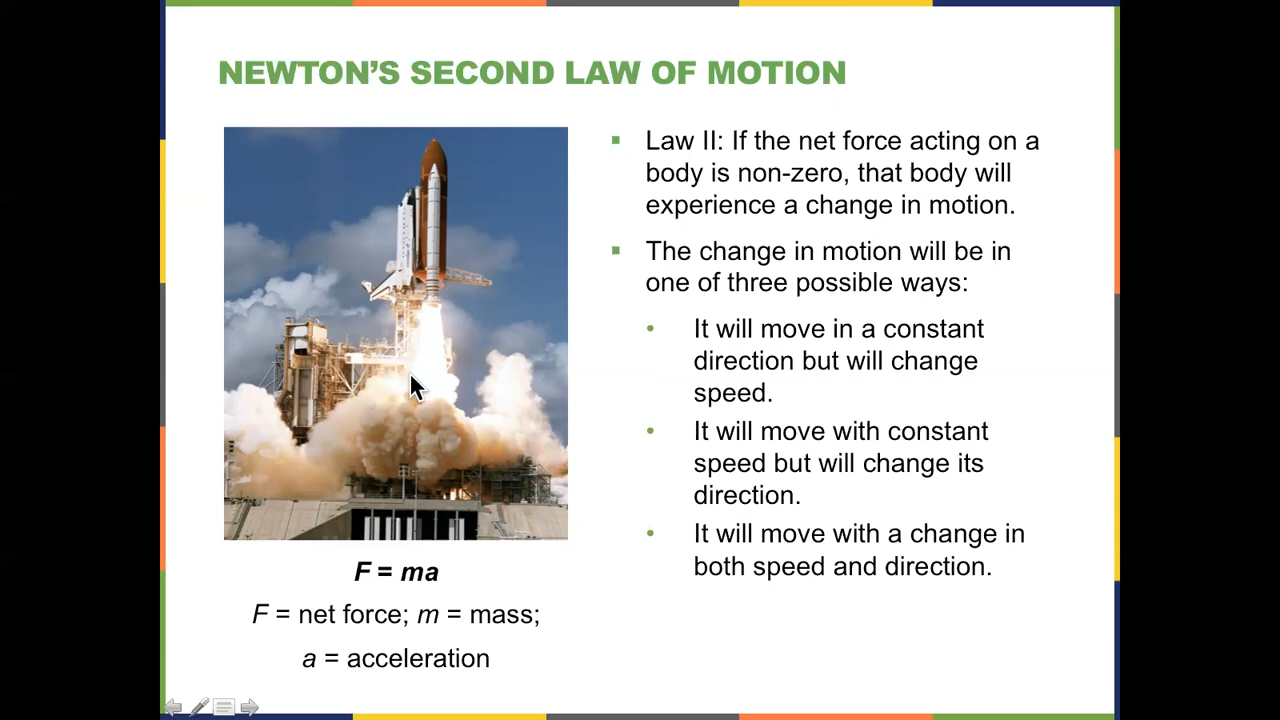 NEWTON’S SECOND LAW OF MOTION
Law II: If the net force acting on a
body is non-zero, that body will
experience a change in motion.
The change in motion will be in
one of three possible ways:
It will move in a constant
direction but will change
speed.
It will move with constant
speed but will change its
direction.
It will move with a change in
both speed and direction.
F = ma
F = net force; m = mass;
a = acceleration